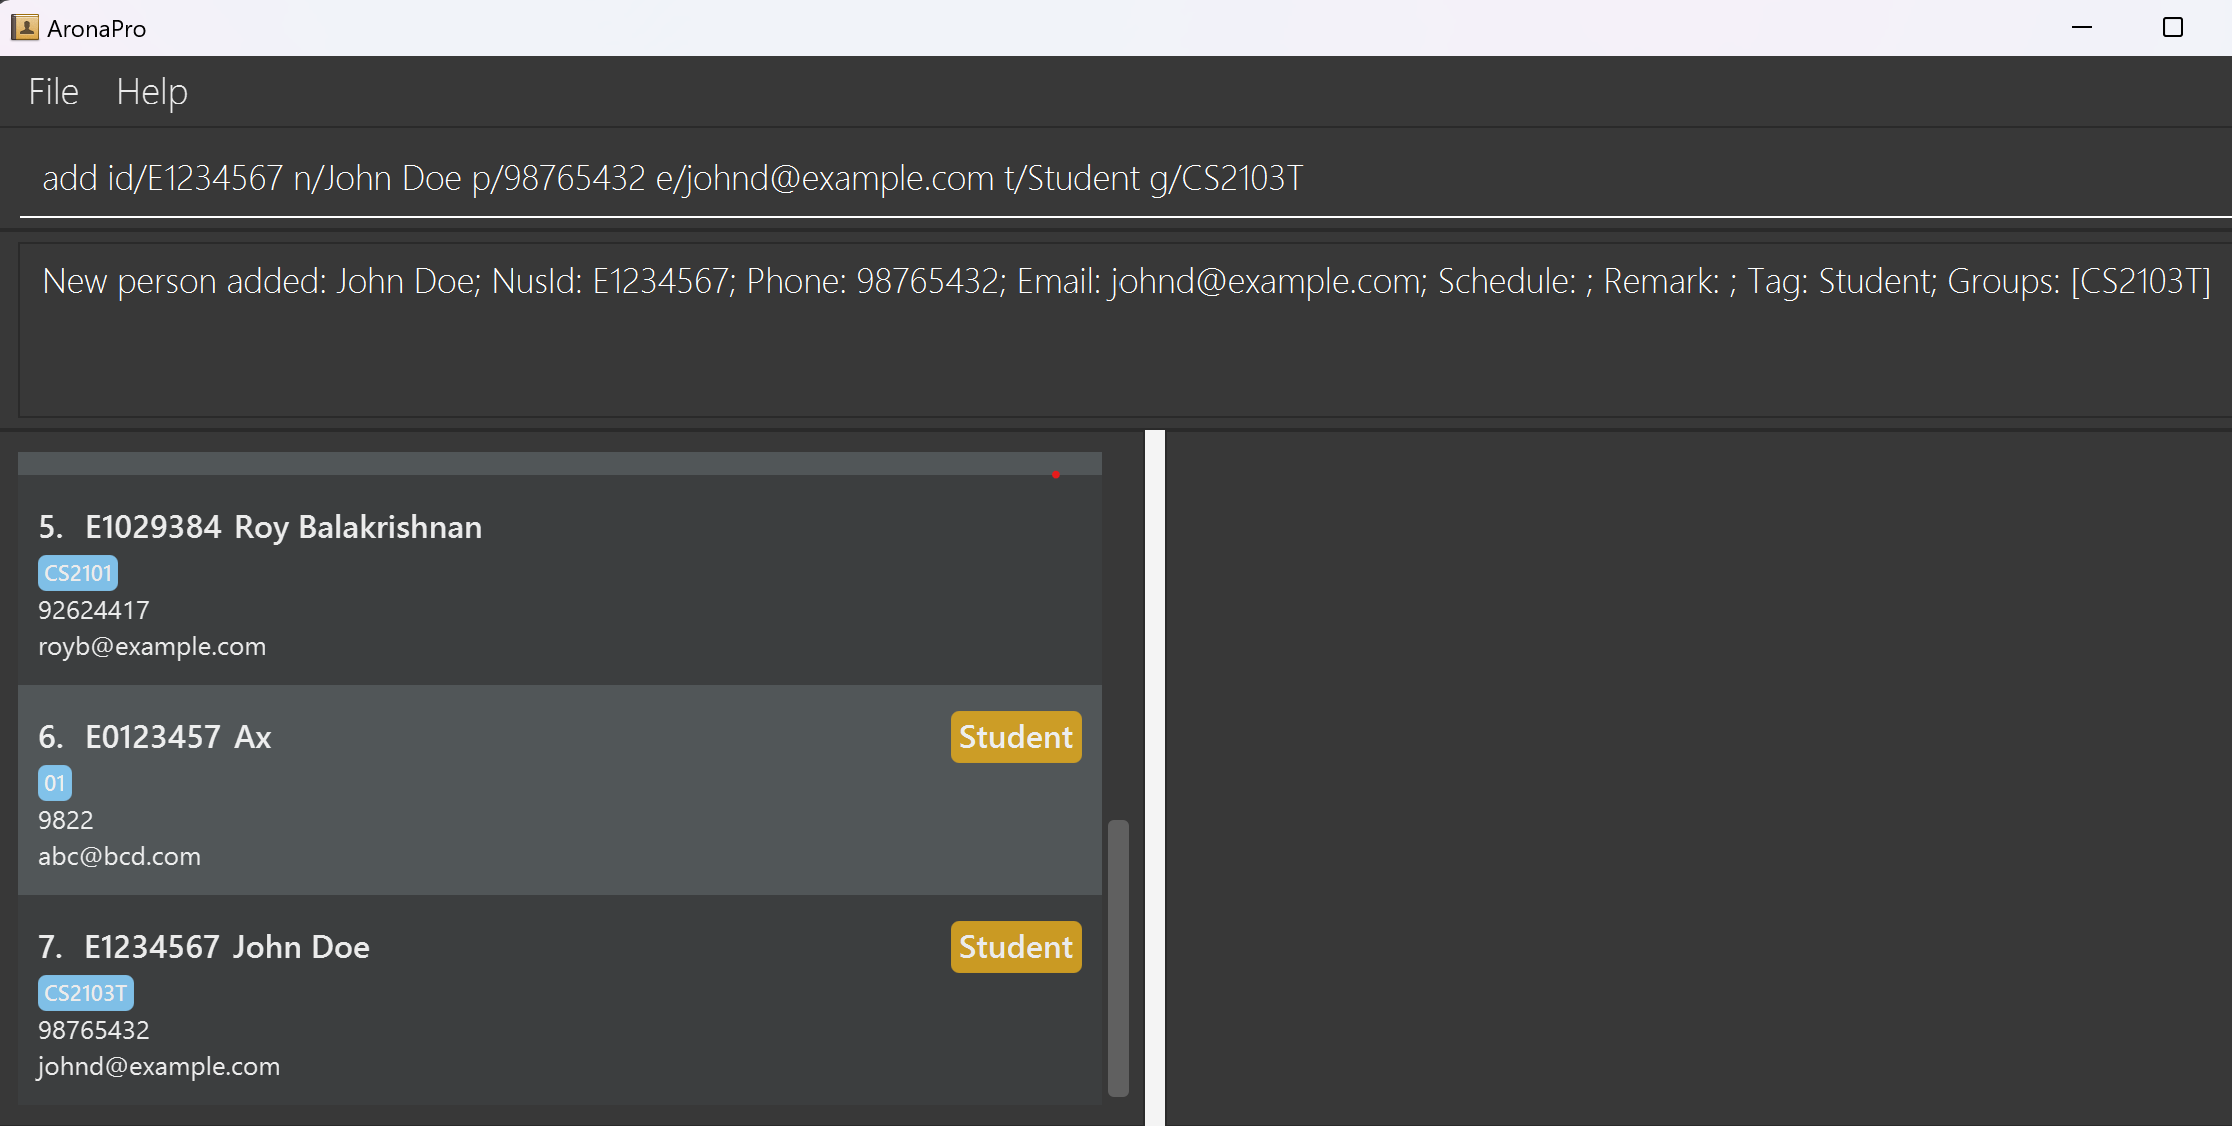 AronaPro
File Help
add id/E1234567 n/John Doe p/98765432 e/johnd@example.com t/Student g/CS2103T
New person added: John Doe; NusId: E1234567; Phone: 98765432; Email: johnd@example.com; Schedule: ; Remark: ; Tag: Student; Groups: [CS2103T]
5. E1029384 Roy Balakrishnan
CS2101
92624417
royb@example.com
6. E0123457 Ax Student
01
9822
abc@bcd.com
7. E1234567 John Doe Student
CS2103T
98765432
johnd@example.com